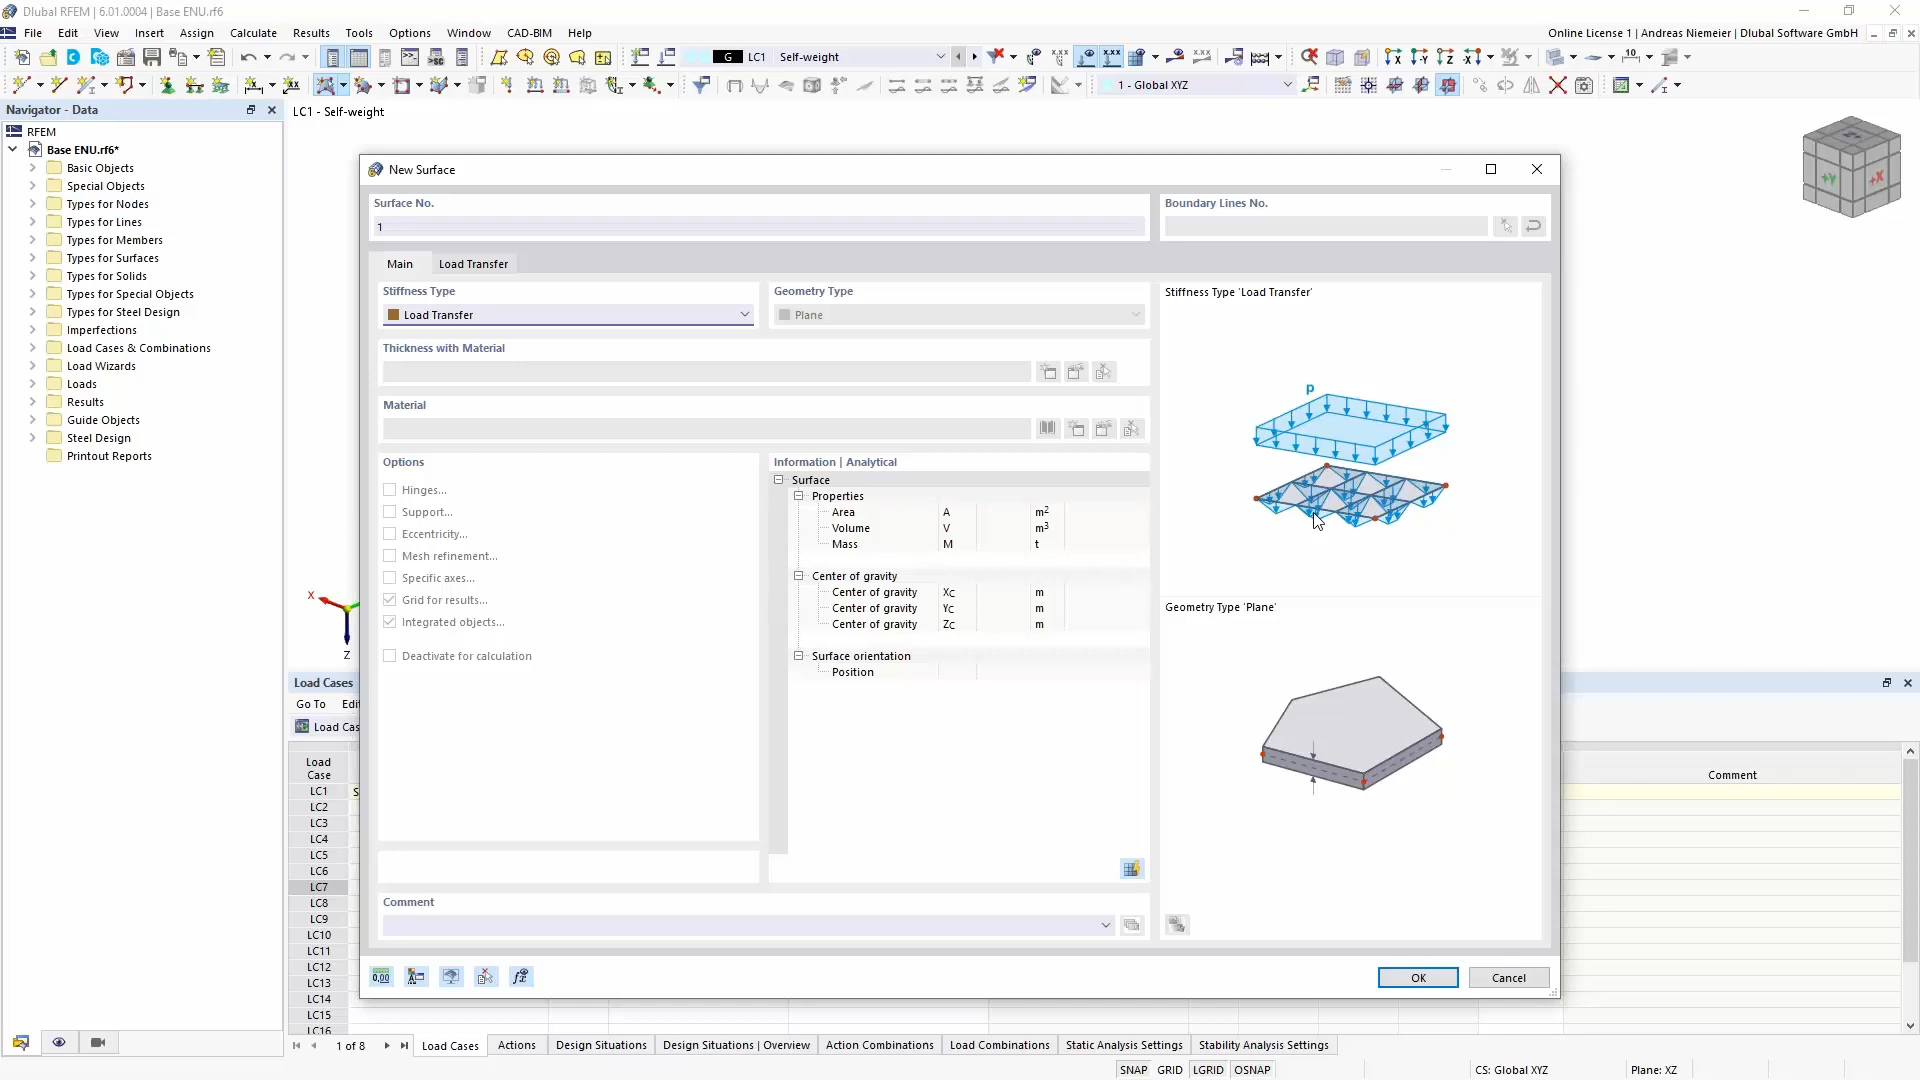 Dlubal RFEM | 6.01.0004 | Base ENU.rf6
File Edit View Insert Assign Calculate Results Tools Options Window CAD-BIM Help
Online License 1 | Andreas Niemeier | Dlubal Software GmbH
G LC1 Self-weight
1 - Global XYZ
Navigator - Data
LC1 - Self-weight
RFEM
Base ENU.rf6*
Basic Objects
Special Objects
Types for Nodes
Types for Lines
Types for Members
Types for Surfaces
Types for Solids
Types for Special Objects
Types for Steel Design
Imperfections
Load Cases & Combinations
Load Wizards
Loads
Results
Guide Objects
Steel Design
Printout Reports
+Y +X
X
Z
New Surface
Surface No.
1
Boundary Lines No.
Main Load Transfer
Stiffness Type
Load Transfer
Geometry Type
Plane
Thickness with Material
Material
Options
Hinges...
Support...
Eccentricity...
Mesh refinement...
Specific axes...
Grid for results...
Integrated objects...
Deactivate for calculation
Information | Analytical
Surface
Properties
Area A m2
Volume V m3
Mass M t
Center of gravity
Center of gravity XC m
Center of gravity YC m
Center of gravity ZC m
Surface orientation
Position
Comment
Stiffness Type 'Load Transfer'
p
Geometry Type 'Plane'
OK Cancel
Load Cases
Go To Edi
Load Cas
Load
Case
Comment
LC1 S
LC2
LC3
LC4
LC5
LC6
LC7
LC8
LC9
LC10
LC11
LC12
LC13
LC14
LC15
LC16
1 of 8 Load Cases Actions Design Situations Design Situations | Overview Action Combinations Load Combinations Static Analysis Settings Stability Analysis Settings
SNAP GRID LGRID OSNAP CS: Global XYZ Plane: XZ